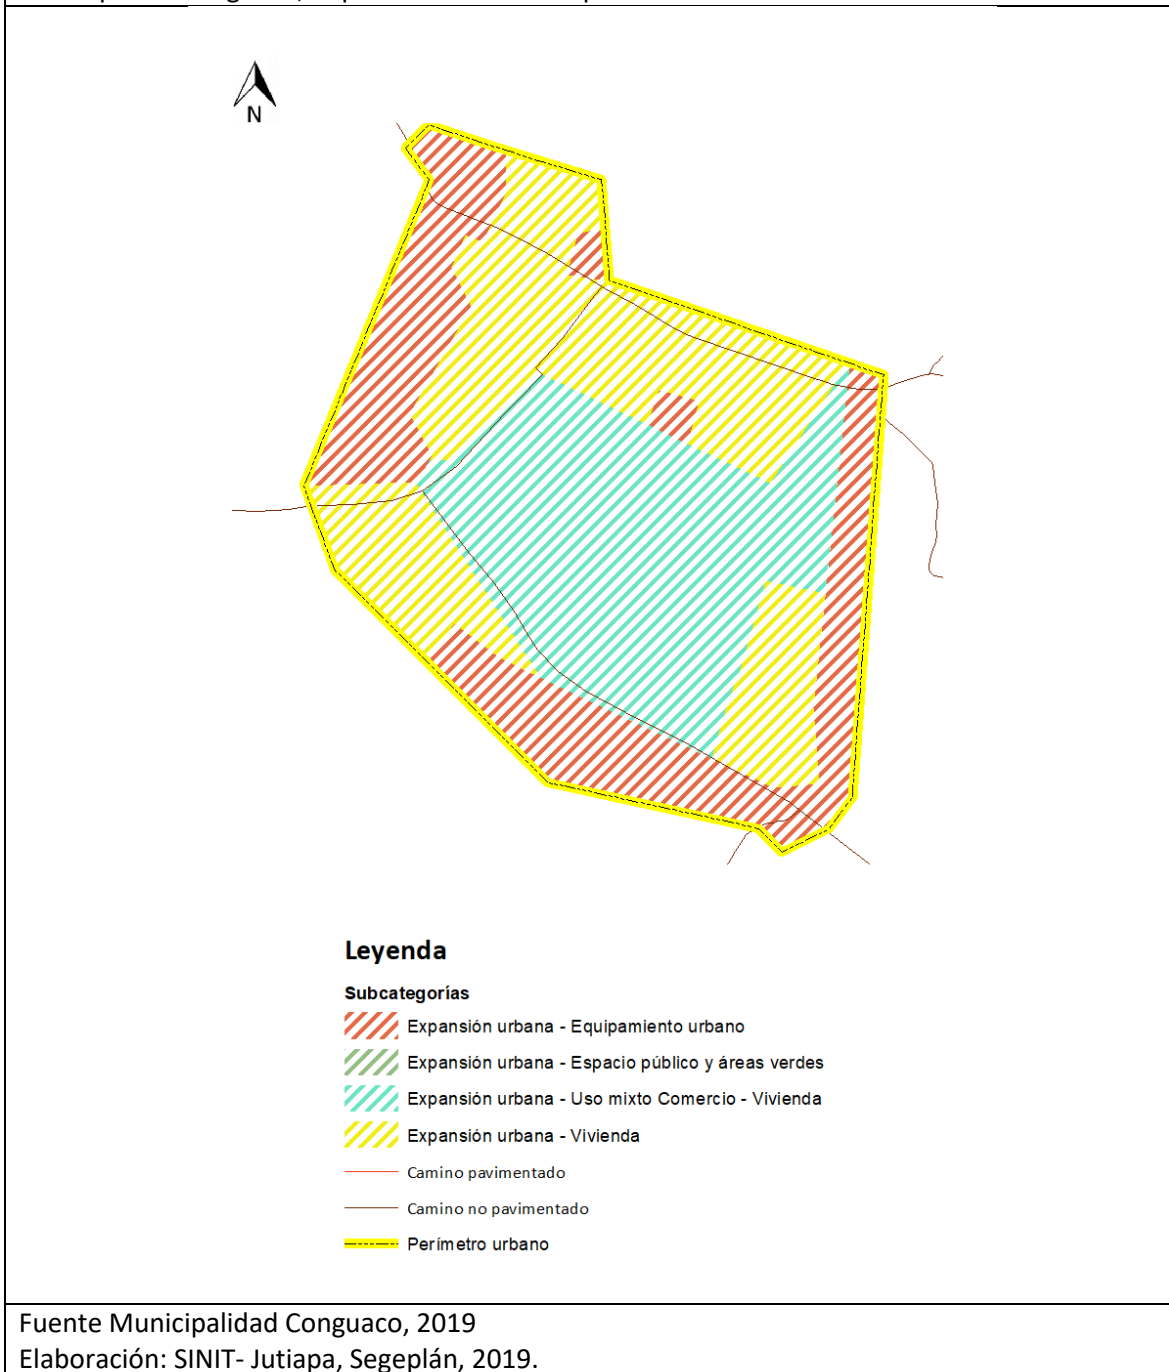 N
Leyenda
Subcategorías
Expansión urbana - Equipamiento urbano
Expansión urbana - Espacio público y áreas verdes
Expansión urbana - Uso mixto Comercio - Vivienda
Expansión urbana - Vivienda
Camino pavimentado
Camino no pavimentado
Perímetro urbano
Fuente Municipalidad Conguaco, 2019
Elaboración: SINIT- Jutiapa, Segeplán, 2019.